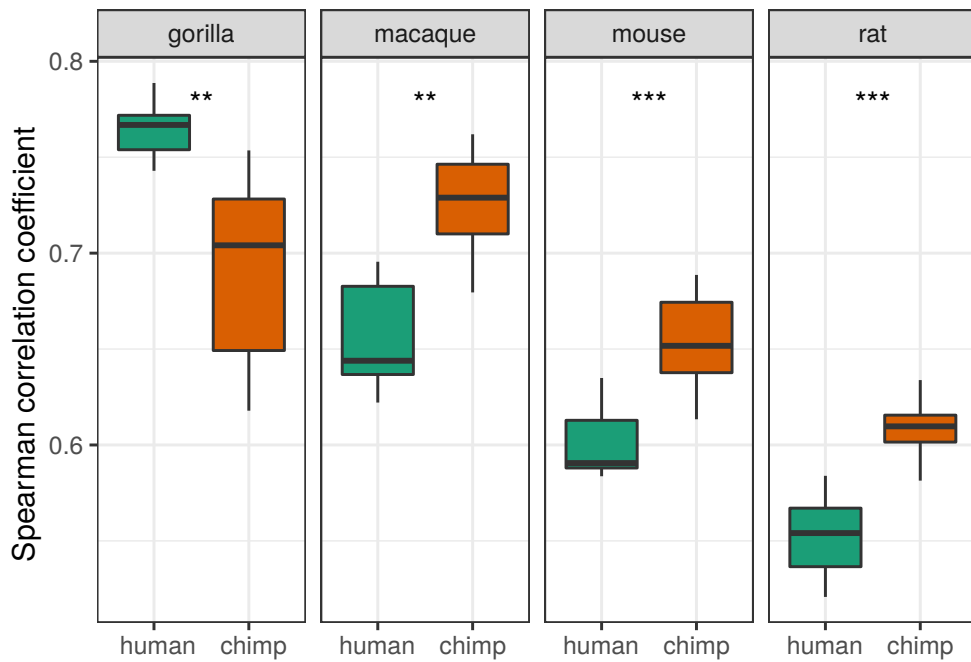 gorilla macaque mouse rat
** ** *** ***
Spearman correlation coefficient
0.8
0.7
0.6
human chimp human chimp human chimp human chimp